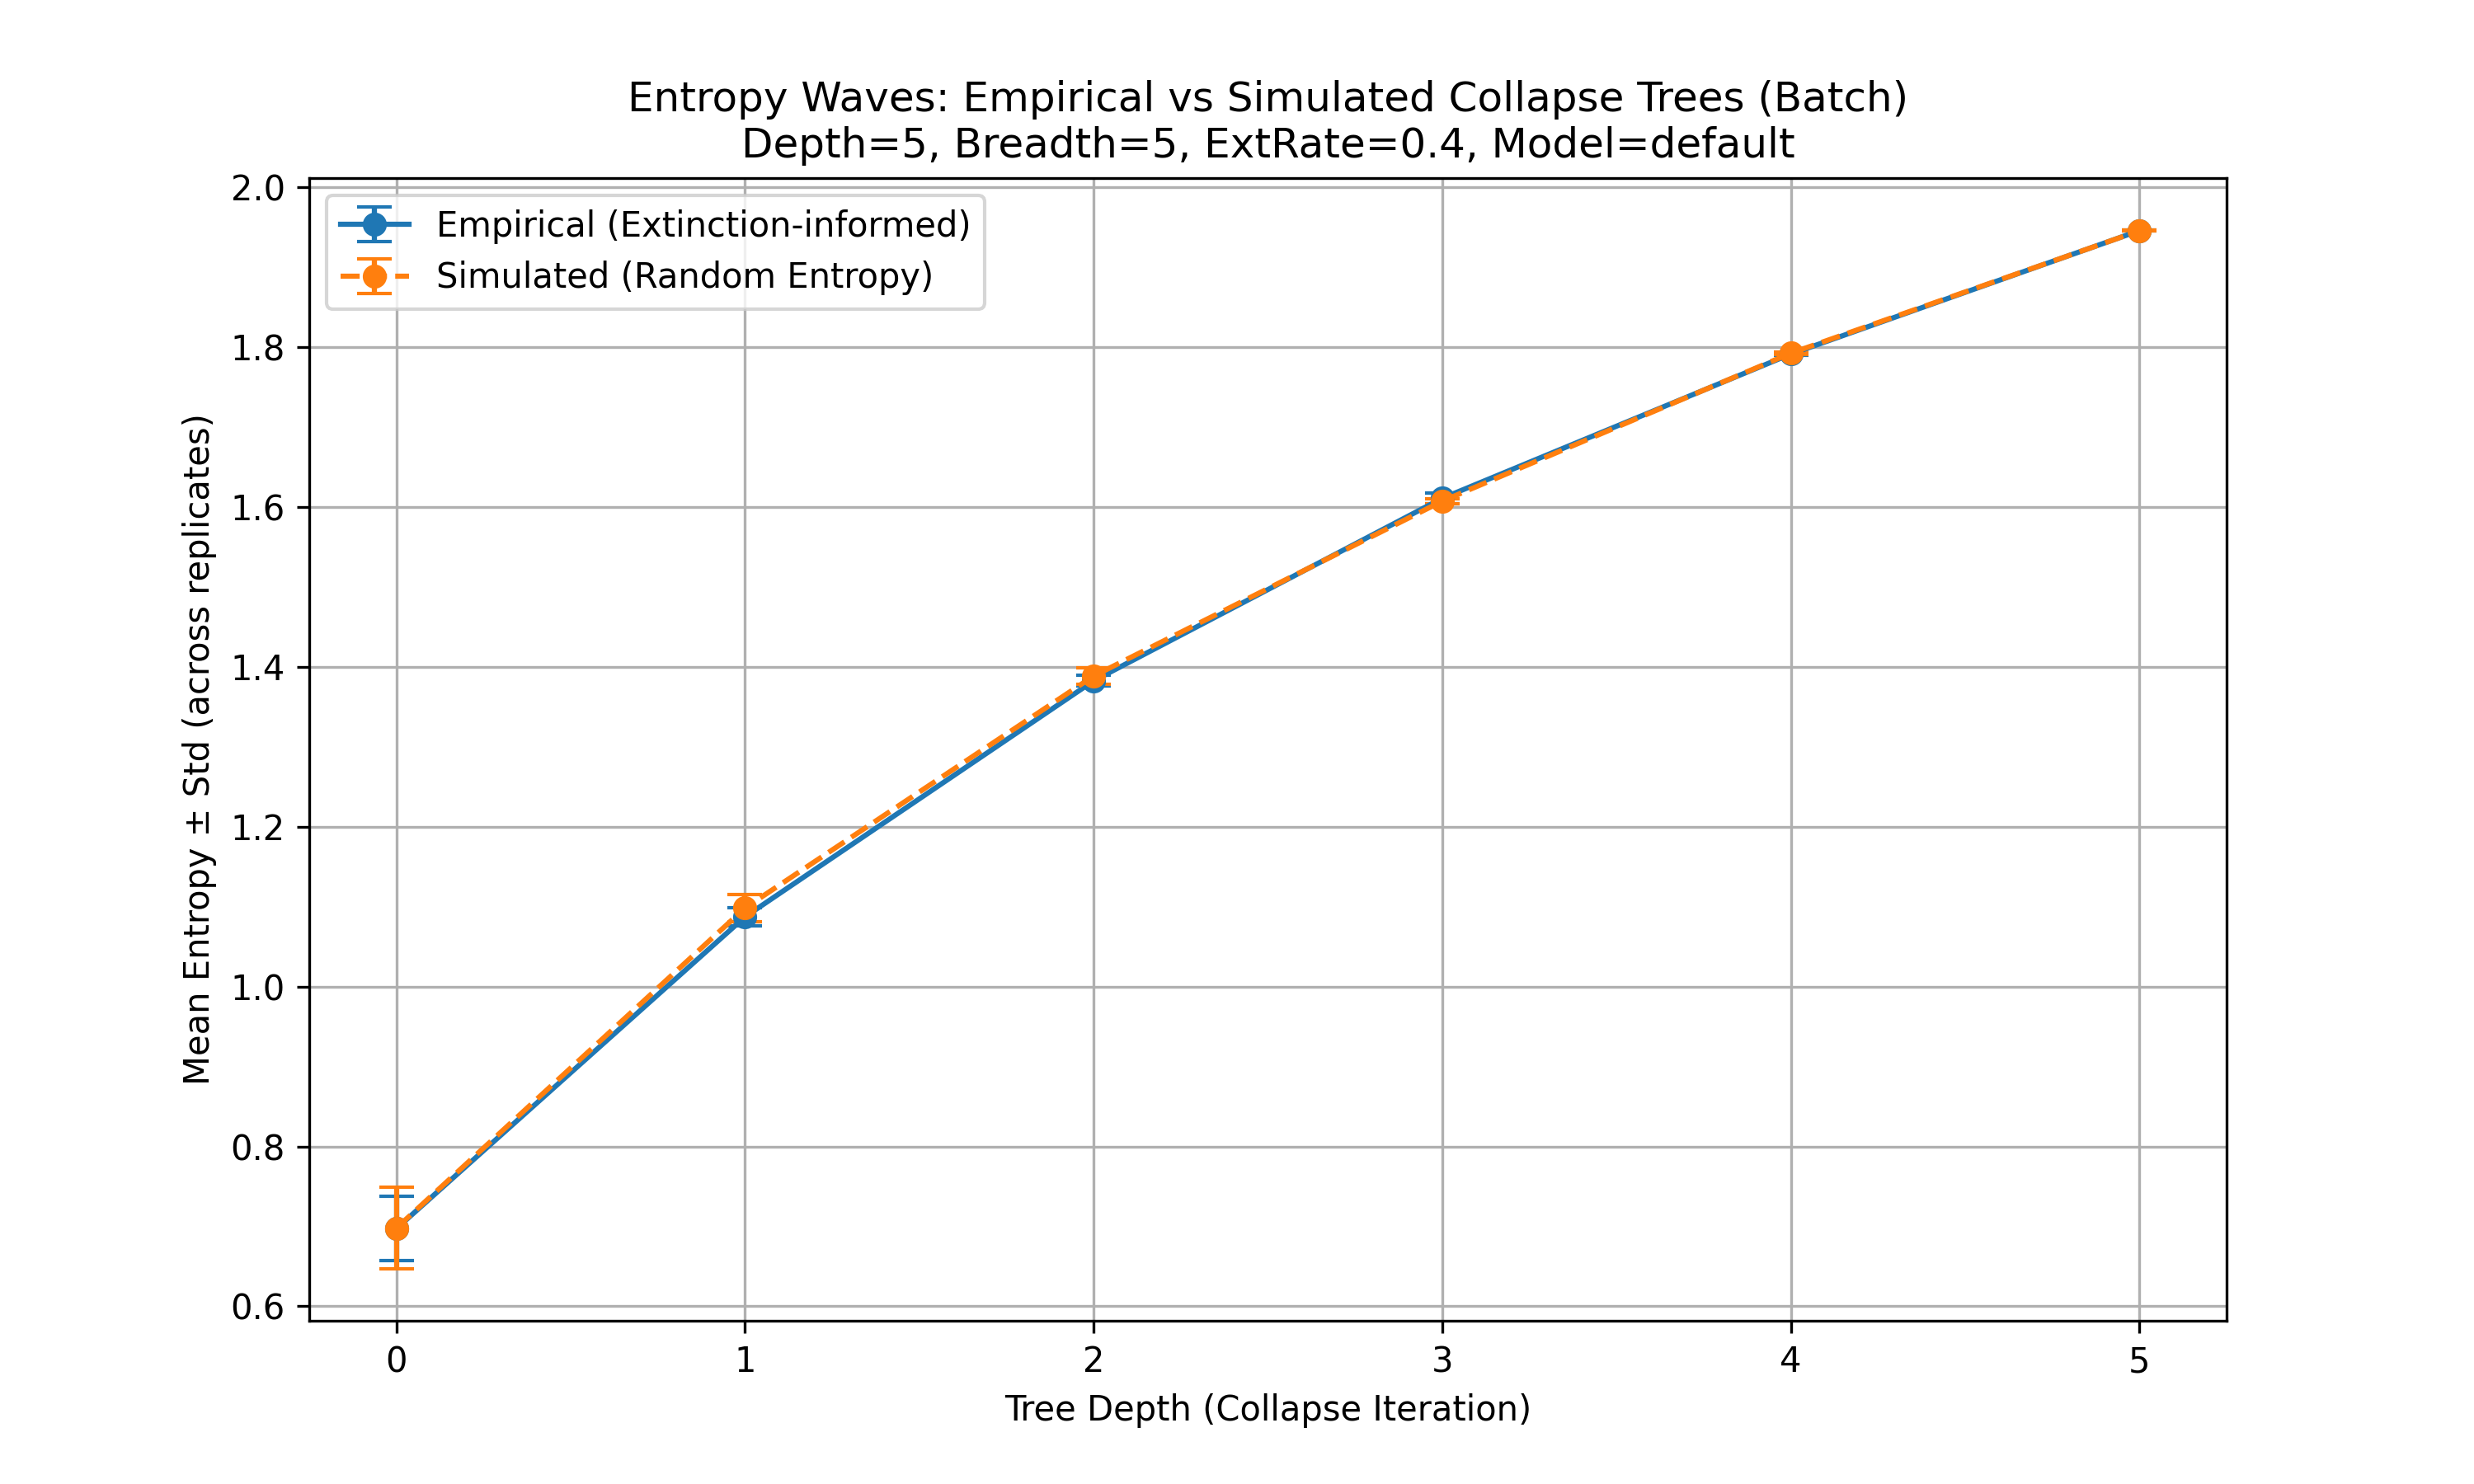 Entropy Waves: Empirical vs Simulated Collapse Trees (Batch)
Depth=5, Breadth=5, ExtRate=0.4, Model=default
Empirical (Extinction-informed)
Simulated (Random Entropy)
Mean Entropy ± Std (across replicates)
2.0
1.8
1.6
1.4
1.2
1.0
0.8
0.6
0 1 2 3 4 5
Tree Depth (Collapse Iteration)